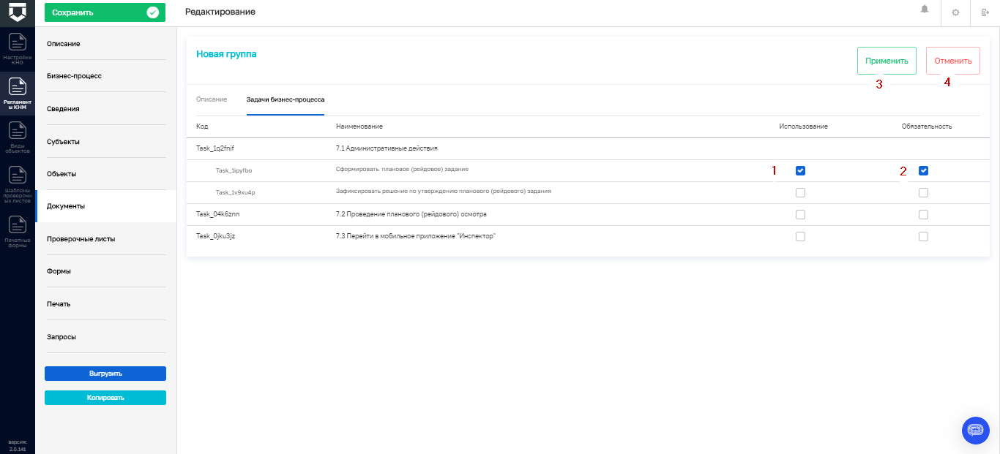 Сохранить
Редактирование
Настройки
КНО
Регламент
ы КНМ
Виды
объектов
Шаблоны
провероч
ых листов
Печатные
формы
версия:
2.0.141
Описание
Бизнес-процесс
Сведения
Субъекты
Объекты
Документы
Проверочные листы
Формы
Печать
Запросы
Выгрузить
Копировать
Новая группа
Применить
Отменить
3
4
Описание
Задачи бизнес-процесса
Код
Наименование
Использование
Обязательность
Task_1q2fnif
7.1 Административные действия
Task_1ipyfbo
Сформировать плановое (рейдовое) задание
1
2
Task_1v9xu4p
Зафиксировать решение по утверждению планового (рейдового) задания
Task_04k6znn
7.2 Проведение планового (рейдового) осмотра
Task_0jku3jz
7.3 Перейти в мобильное приложение "Инспектор"